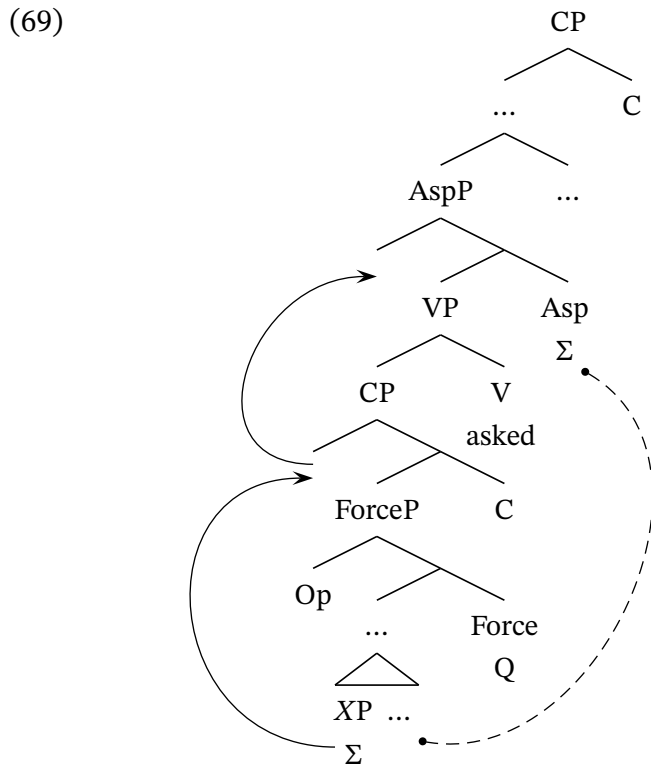 (69)
CP
... C
AspP ...
VP Asp
Σ
CP V
asked
ForceP C
Op
... Force
Q
XP ...
Σ